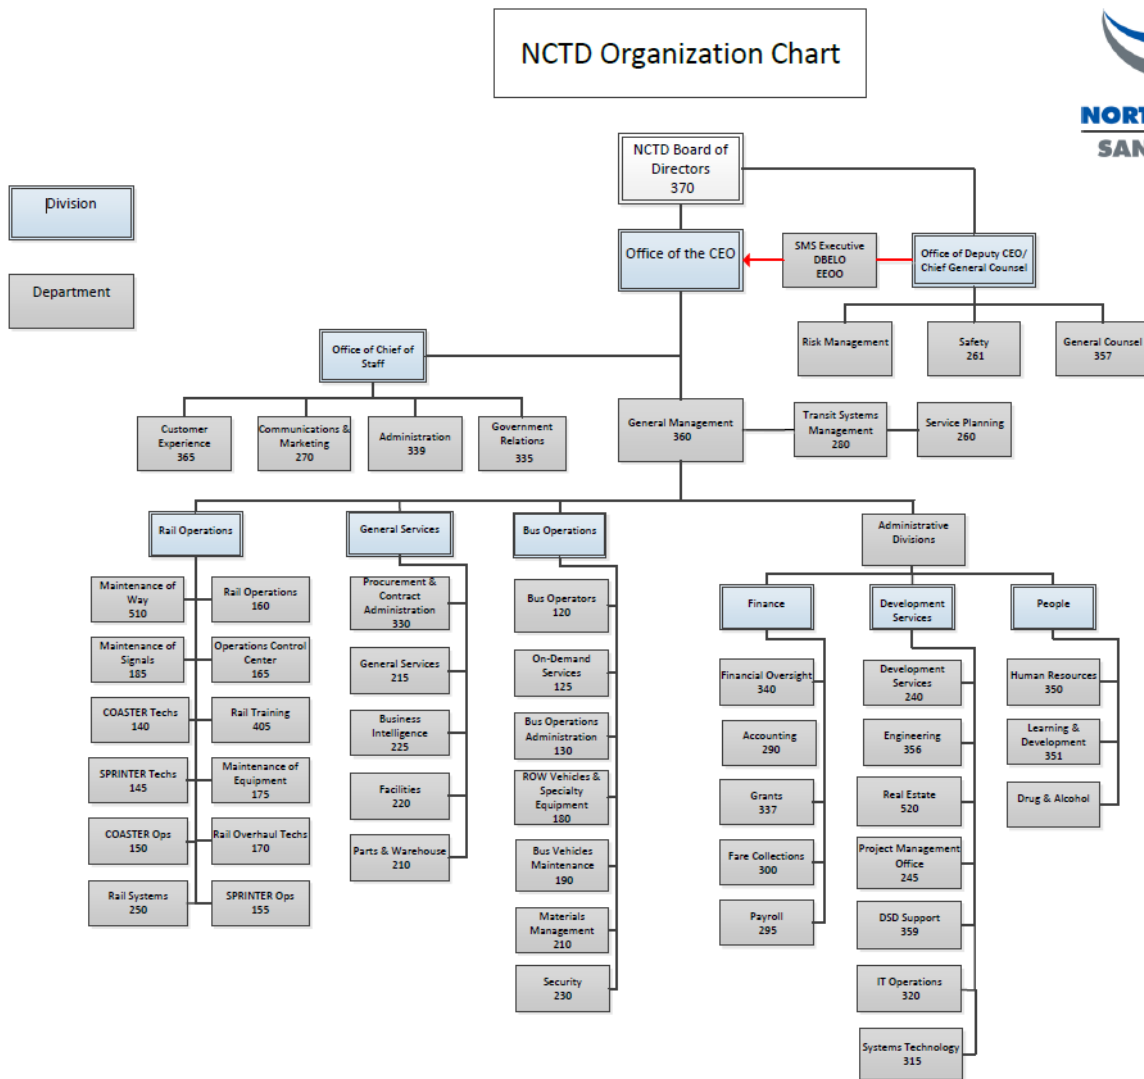 NCTD Organization Chart
NORT
SAN
NCTD Board of
Directors
370
Division
Department
Office of the CEO
SMS Executive
DBELO
EEOO
Office of Deputy CEO/
Chief General Counsel
Risk Management
Safety
261
General Counsel
357
Office of Chief of
Staff
Customer
Experience
365
Communications &
Marketing
270
Administration
339
Government
Relations
335
General Management
360
Transit Systems
Management
280
Service Planning
260
Rail Operations
General Services
Bus Operations
Administrative
Divisions
Maintenance of
Way
510
Rail Operations
160
Maintenance of
Signals
185
Operations Control
Center
165
COASTER Techs
140
Rail Training
405
SPRINTER Techs
145
Maintenance of
Equipment
175
COASTER Ops
150
Rail Overhaul Techs
170
Rail Systems
250
SPRINTER Ops
155
Procurement &
Contract
Administration
330
General Services
215
Business
Intelligence
225
Facilities
220
Parts & Warehouse
210
Bus Operators
120
On-Demand
Services
125
Bus Operations
Administration
130
ROW Vehicles &
Specialty
Equipment
180
Bus Vehicles
Maintenance
190
Materials
Management
210
Security
230
Finance
Financial Oversight
340
Accounting
290
Grants
337
Fare Collections
300
Payroll
295
Development
Services
Development
Services
240
Engineering
356
Real Estate
520
Project Management
Office
245
DSD Support
359
IT Operations
320
Systems Technology
315
People
Human Resources
350
Learning &
Development
351
Drug & Alcohol